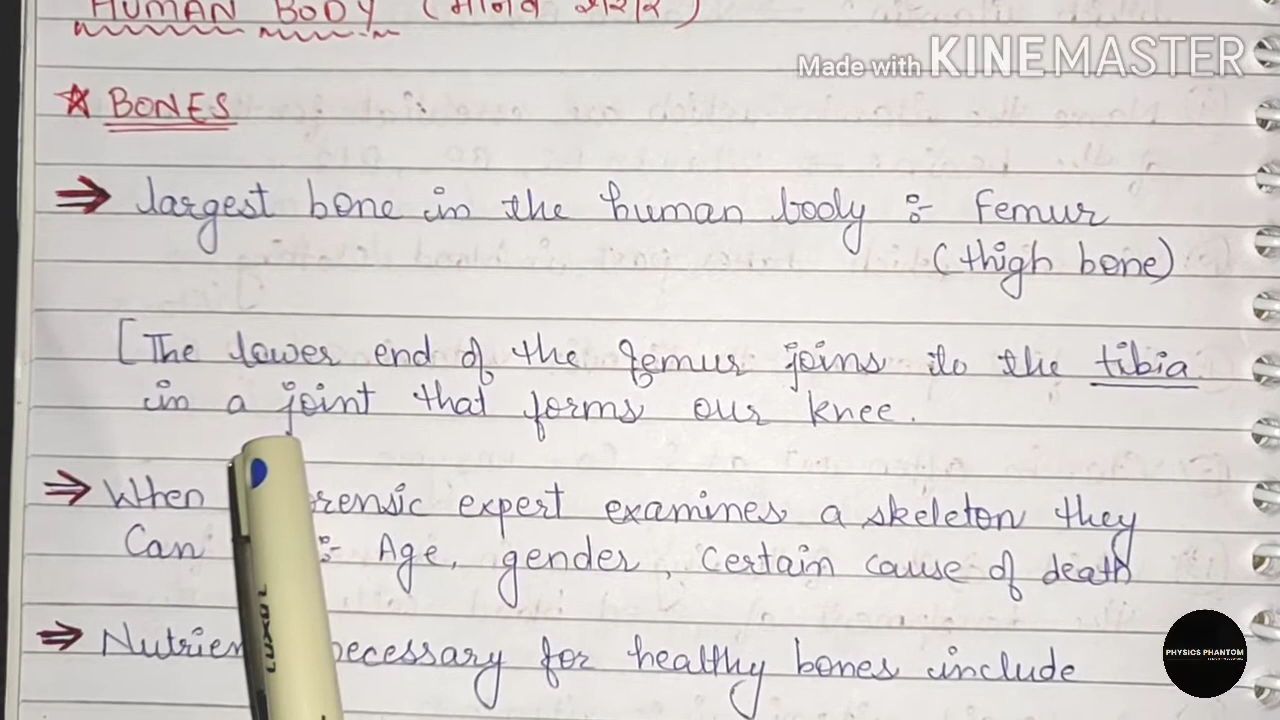 HUMAN BODY (मानव शरीर)
Made with KINEMASTER
☆ BONES :
⇒ largest bone in the human body :- Femur
(thigh bone)
[The lower end of the femur joins to the tibia
in a joint that forms our knee.
⇒ When rensic expert examines a skeleton they
Can :- Age, gender, Certain cause of death
⇒ Nutrien ecessary for healthy bones include
LUXOR
PHYSICS PHANTOM